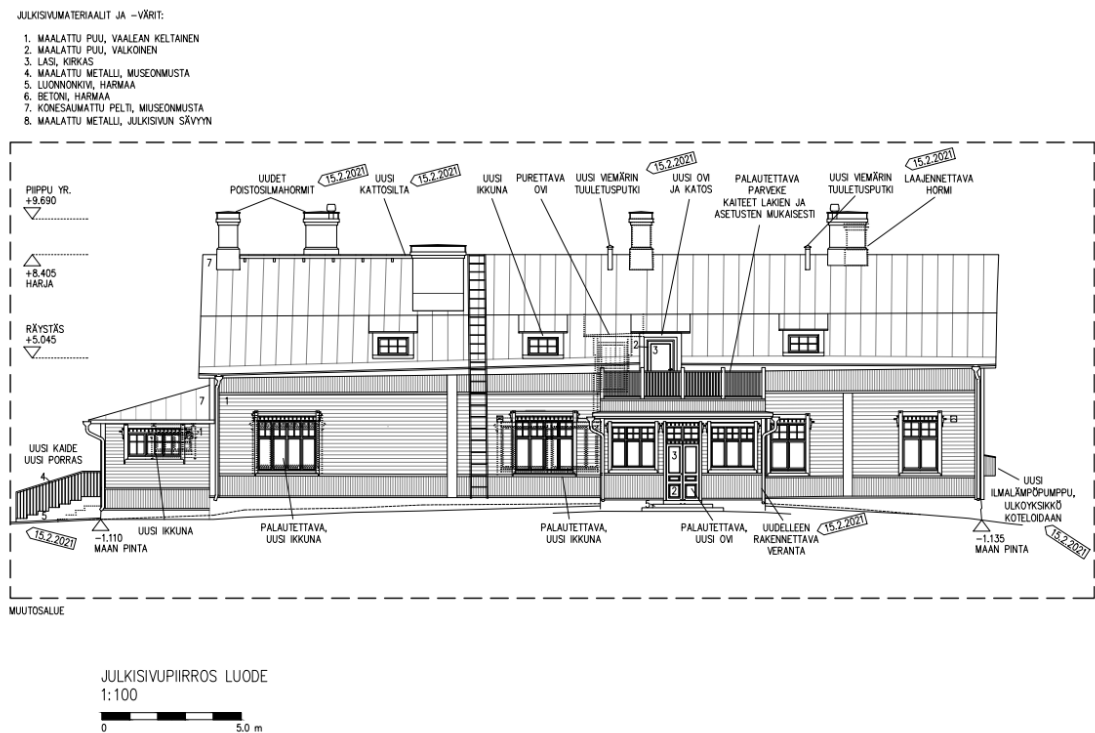 JULKISIVUMATERIAALIT JA -VÄRIT:
1. MAALATTU PUU, VAALEAN KELTAINEN
2. MAALATTU PUU, VALKOINEN
3. LASI, KIRKAS
4. MAALATTU METALLI, MUSEONMUSTA
5. LUONNONKIVI, HARMAA
6. BETONI, HARMAA
7. KONESAUMATTU PELTI, MIUSEONMUSTA
8. MAALATTU METALLI, JULKISIVUN SÄVYYN
PIIPPU YR.
+9.690
+8.405
HARJA
RÄYSTÄS
+5.045
UUDET
POISTOSILMAHORMIT
15.2.2021
UUSI
KATTOSILTA
15.2.2021
UUSI
IKKUNA
PURETTAVA
OVI
UUSI VIEMÄRIN
TUULETUSPUTKI
15.2.2021
UUSI OVI
JA KATOS
PALAUTETTAVA
PARVEKE
KAITEET LAKIEN JA
ASETUSTEN MUKAISESTI
UUSI VIEMÄRIN
TUULETUSPUTKI
15.2.2021
LAAJENNETTAVA
HORMI
7
2
3
7
1
1
3
2
UUSI KAIDE
UUSI PORRAS
4
5
15.2.2021
-1.110
MAAN PINTA
UUSI IKKUNA
PALAUTETTAVA,
UUSI IKKUNA
PALAUTETTAVA,
UUSI IKKUNA
PALAUTETTAVA,
UUSI OVI
UUDELLEEN
RAKENNETTAVA
VERANTA
15.2.2021
-1.135
MAAN PINTA
UUSI
ILMALÄMPÖPUMPPU,
ULKOYKSIKKÖ
KOTELOIDAAN
15.2.2021
MUUTOSALUE
JULKISIVUPIIRROS LUODE
1:100
0
5.0 m